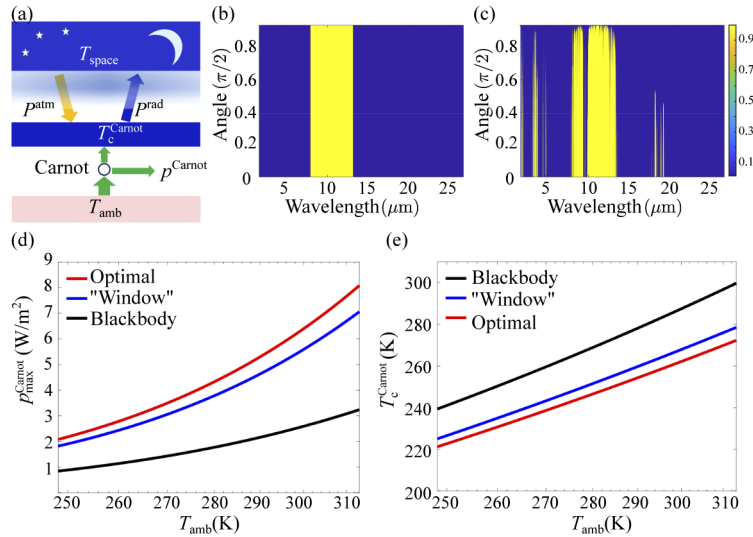 (a)
T_space
P^atm
P^rad
T_c^Carnot
Carnot
p^Carnot
T_amb
(b)
Angle (π/2)
0.8
0.6
0.4
0.2
0
5 10 15 20 25
Wavelength(μm)
(c)
Angle (π/2)
0.8
0.6
0.4
0.2
0
5 10 15 20 25
Wavelength(μm)
0.9
0.7
0.5
0.3
0.1
(d)
p_max^Carnot (W/m²)
9
8
7
6
5
4
3
2
1
Optimal
"Window"
Blackbody
250 260 270 280 290 300 310
T_amb(K)
(e)
T_c^Carnot (K)
300
280
260
240
220
200
Blackbody
"Window"
Optimal
250 260 270 280 290 300 310
T_amb(K)